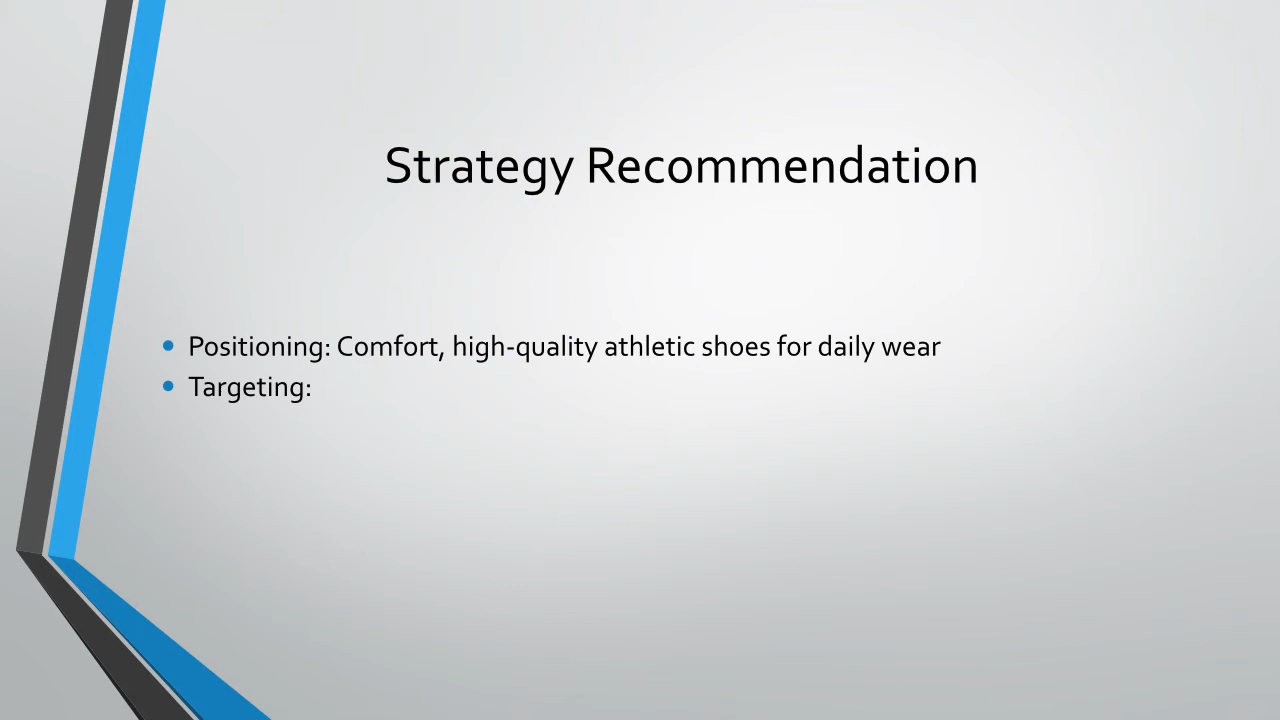 Strategy Recommendation
• Positioning: Comfort, high-quality athletic shoes for daily wear
• Targeting: